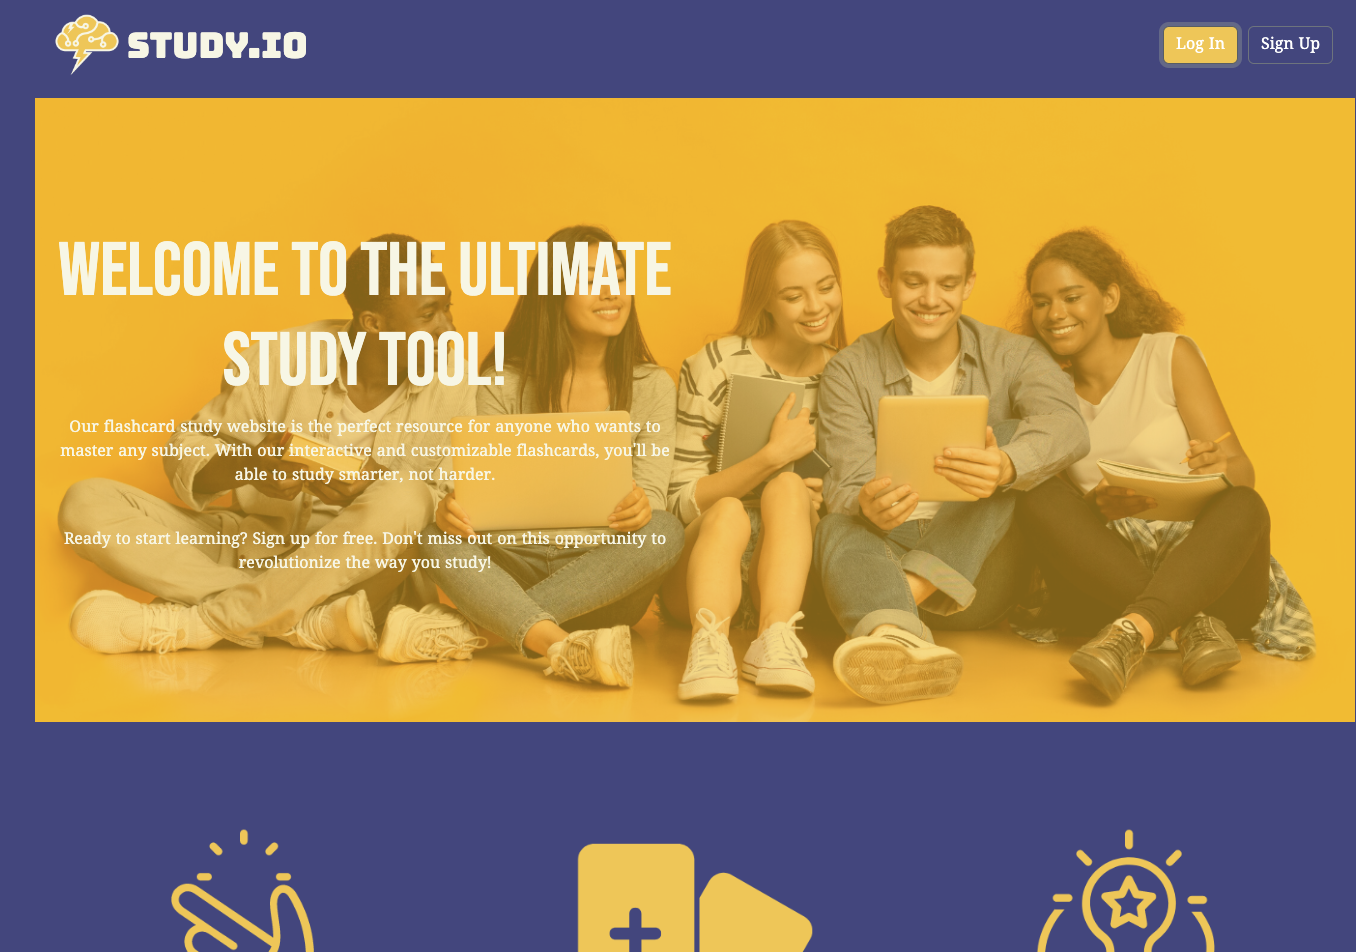 STUDY.IO
Log In
Sign Up
WELCOME TO THE ULTIMATE
STUDY TOOL!
Our flashcard study website is the perfect resource for anyone who wants to
master any subject. With our interactive and customizable flashcards, you'll be
able to study smarter, not harder.
Ready to start learning? Sign up for free. Don't miss out on this opportunity to
revolutionize the way you study!